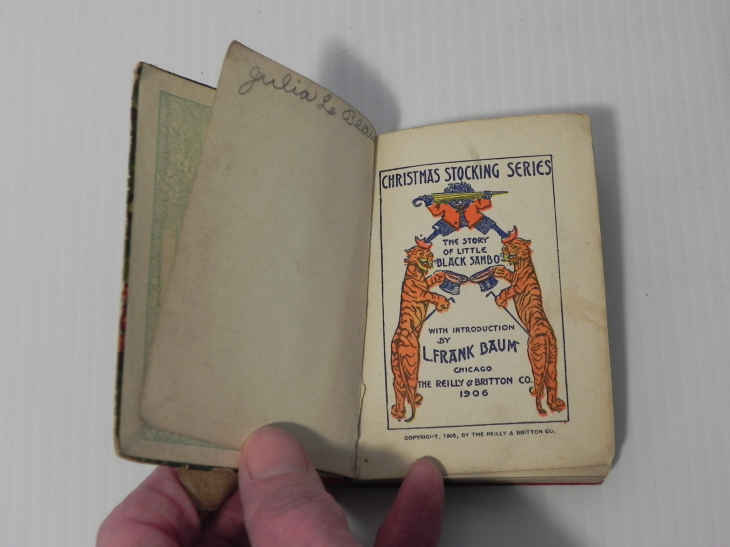 Julia Le
CHRISTMAS STOCKING SERIES
THE STORY
OF LITTLE
BLACK SAMBO
WITH INTRODUCTION
BY
L. FRANK BAUM
CHICAGO
THE REILLY & BRITTON CO.
1906
COPYRIGHT, 1905, BY THE REILLY & BRITTON CO.